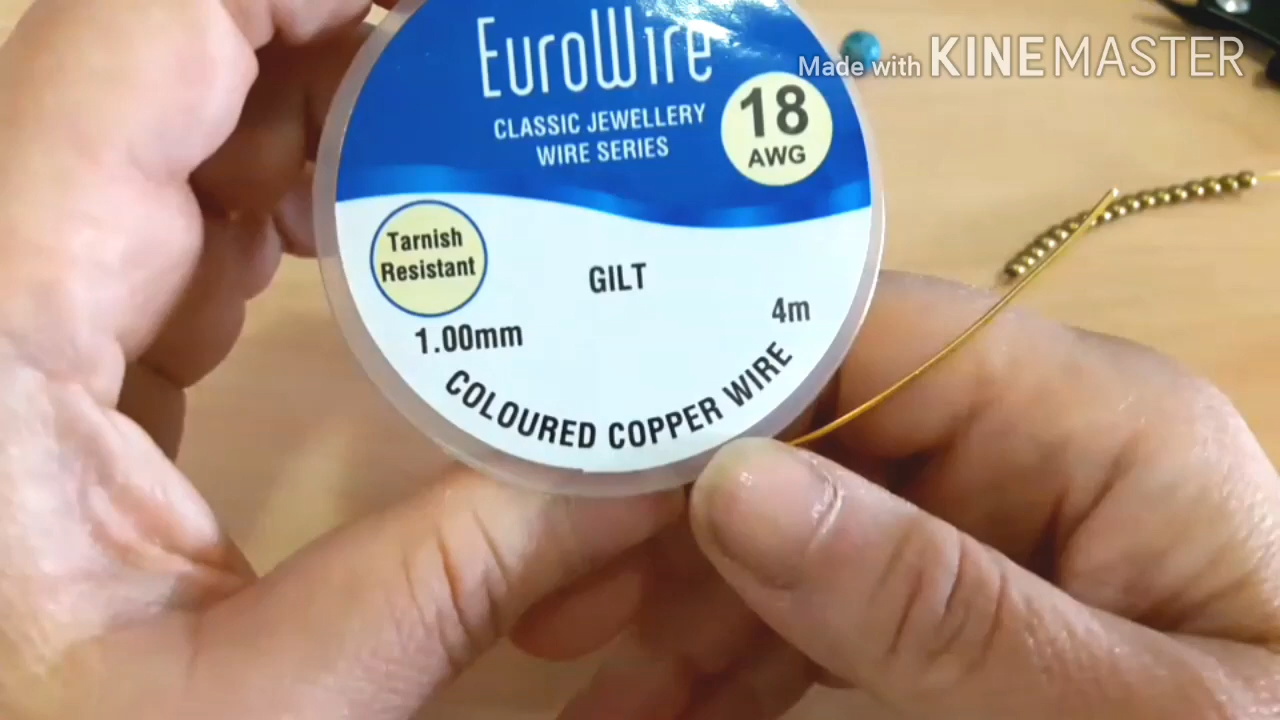 EuroWire
CLASSIC JEWELLERY
WIRE SERIES
18
AWG
Tarnish
Resistant
GILT
1.00mm
4m
COLOURED COPPER WIRE
Made with KINEMASTER